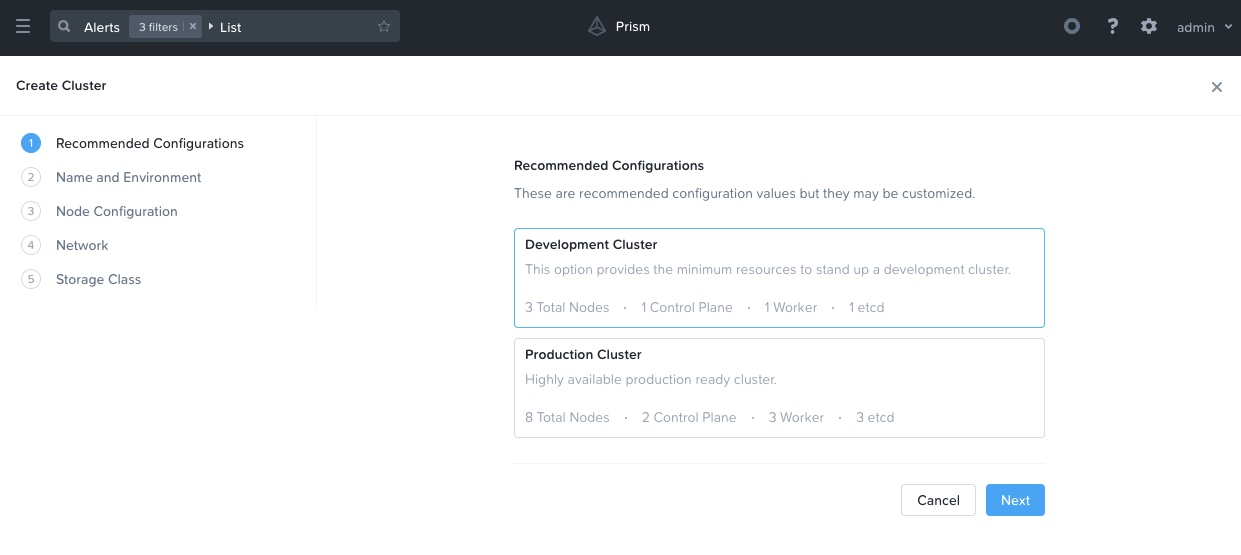 Alerts 3 filters × List Prism ? admin
Create Cluster ×
1 Recommended Configurations
2 Name and Environment
3 Node Configuration
4 Network
5 Storage Class
Recommended Configurations
These are recommended configuration values but they may be customized.
Development Cluster
This option provides the minimum resources to stand up a development cluster.
3 Total Nodes · 1 Control Plane · 1 Worker · 1 etcd
Production Cluster
Highly available production ready cluster.
8 Total Nodes · 2 Control Plane · 3 Worker · 3 etcd
Cancel Next